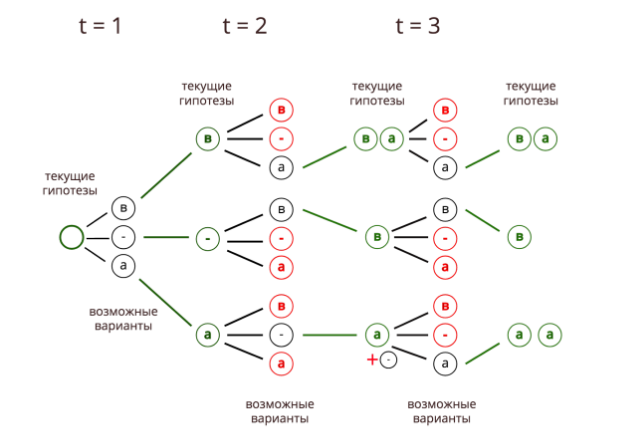 t = 1 t = 2 t = 3
текущие гипотезы текущие гипотезы текущие гипотезы
в в в
в - в а - в а
а а
текущие гипотезы
в в в
- - в - в
а а а
возможные варианты
в в
а - а - а а
+ -
а а
возможные варианты возможные варианты